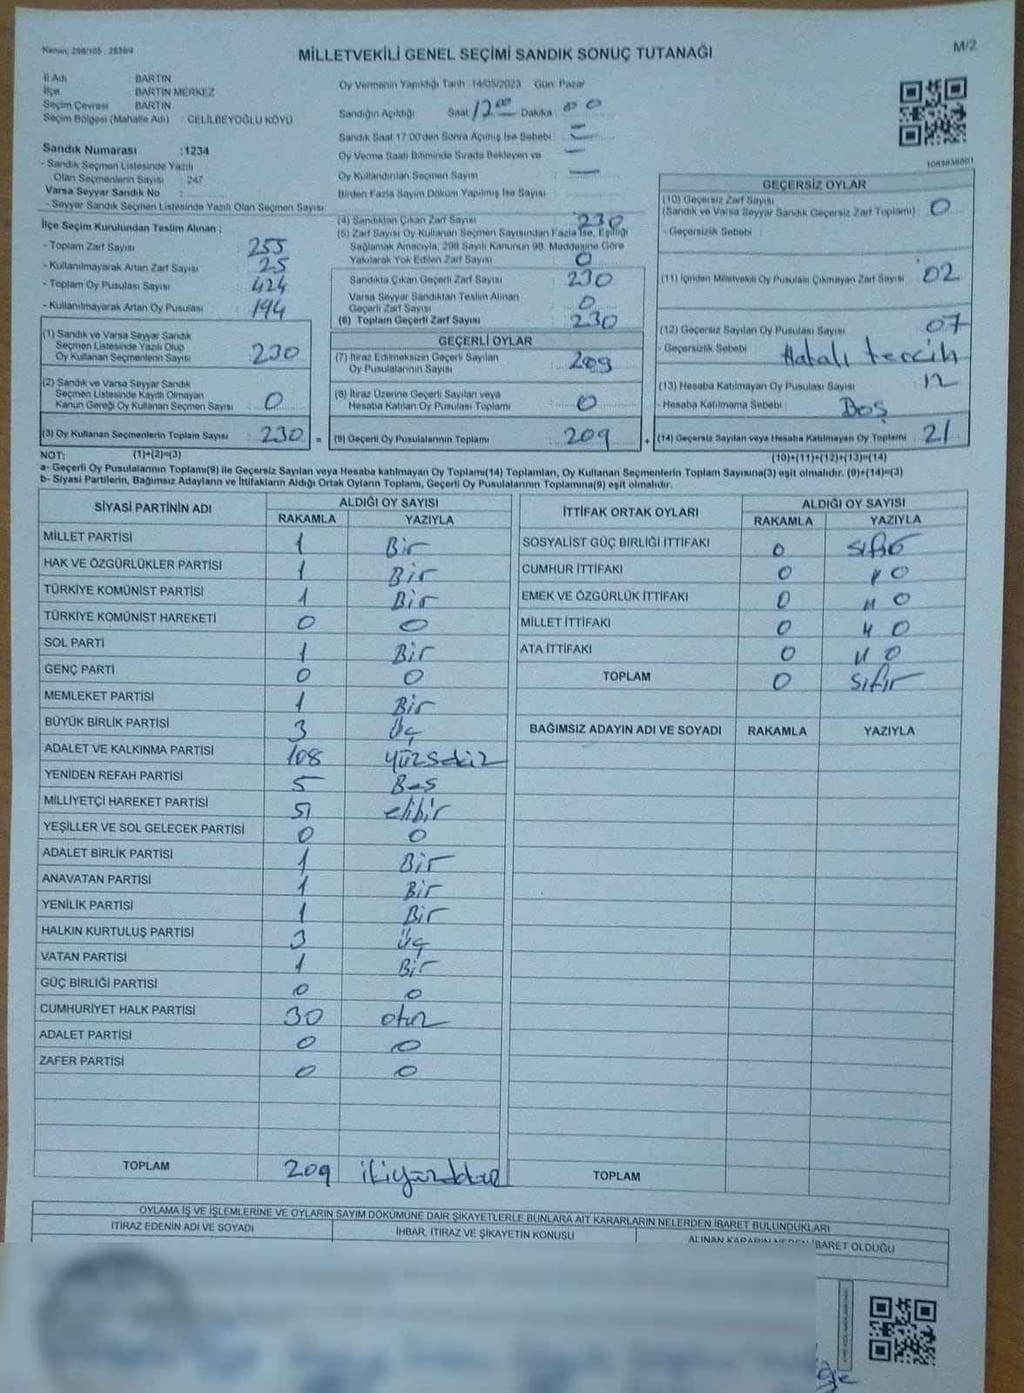 Kanun, 298/105, 2839/4
MİLLETVEKİLİ GENEL SEÇİMİ SANDIK SONUÇ TUTANAĞI
M/2
İl Adı : BARTIN
İlçe : BARTIN MERKEZ
Seçim Çevresi : BARTIN
Seçim Bölgesi (Mahalle Adı) : CELİLBEYOĞLU KÖYÜ
Sandık Numarası :1234
- Sandık Seçmen Listesinde Yazılı
Olan Seçmenlerin Sayısı : 247
Varsa Seyyar Sandık No :
- Seyyar Sandık Seçmen Listesinde Yazılı Olan Seçmen Sayısı
Oy Vermenin Yapıldığı Tarih :14/05/2023 Gün: Pazar
Sandığın Açıldığı Saat 17 00 Dakika 00
Sandık Saat 17:00'den Sonra Açılmış İse Sebebi : —
Oy Verme Saati Bitiminde Sırada Bekleyen ve
Oy Kullandırılan Seçmen Sayısı : —
Birden Fazla Sayım Döküm Yapılmış İse Sayısı :
1083838001
İlçe Seçim Kurulundan Teslim Alınan ;
- Toplam Zarf Sayısı : 255
- Kullanılmayarak Artan Zarf Sayısı : 25
- Toplam Oy Pusulası Sayısı : 424
- Kullanılmayarak Artan Oy Pusulası : 194
(1) Sandık ve Varsa Seyyar Sandık
Seçmen Listesinde Yazılı Olup
Oy Kullanan Seçmenlerin Sayısı : 230
(2) Sandık ve Varsa Seyyar Sandık
Seçmen Listesinde Kayıtlı Olmayan
Kanun Gereği Oy Kullanan Seçmen Sayısı : 0
(3) Oy Kullanan Seçmenlerin Toplam Sayısı : 230
(1)+(2)=(3)
(4) Sandıktan Çıkan Zarf Sayısı : 230
(5) Zarf Sayısı Oy Kullanan Seçmen Sayısından Fazla İse, Eşitliği
Sağlamak Amacıyla, 298 Sayılı Kanunun 98. Maddesine Göre
Yakılarak Yok Edilen Zarf Sayısı : 0
Sandıkta Çıkan Geçerli Zarf Sayısı : 230
Varsa Seyyar Sandıktan Teslim Alınan
Geçerli Zarf Sayısı : 0
(6) Toplam Geçerli Zarf Sayısı : 230
GEÇERLİ OYLAR
(7) İtiraz Edilmeksizin Geçerli Sayılan
Oy Pusulalarının Sayısı : 209
(8) İtiraz Üzerine Geçerli Sayılan veya
Hesaba Katılan Oy Pusulası Toplamı : 0
= (9) Geçerli Oy Pusulalarının Toplamı : 209
GEÇERSİZ OYLAR
(10) Geçersiz Zarf Sayısı
(Sandık ve Varsa Seyyar Sandık Geçersiz Zarf Toplamı) : 0
- Geçersizlik Sebebi :
(11) İçinden Milletvekili Oy Pusulası Çıkmayan Zarf Sayısı : 02
(12) Geçersiz Sayılan Oy Pusulası Sayısı : 07
- Geçersizlik Sebebi : Hatalı tercih
(13) Hesaba Katılmayan Oy Pusulası Sayısı : 12
- Hesaba Katılmama Sebebi : Boş
+ (14) Geçersiz Sayılan veya Hesaba Katılmayan Oy Toplamı : 21
(10)+(11)+(12)+(13)=(14)
NOT:
a- Geçerli Oy Pusulalarının Toplamı(9) ile Geçersiz Sayılan veya Hesaba katılmayan Oy Toplamı(14) Toplamları, Oy Kullanan Seçmenlerin Toplam Sayısına(3) eşit olmalıdır. (9)+(14)=(3)
b- Siyasi Partilerin, Bağımsız Adayların ve İttifakların Aldığı Ortak Oyların Toplamı, Geçerli Oy Pusulalarının Toplamına(9) eşit olmalıdır.
SİYASİ PARTİNİN ADI ALDIĞI OY SAYISI
RAKAMLA YAZIYLA
MİLLET PARTİSİ 1 Bir
HAK VE ÖZGÜRLÜKLER PARTİSİ 1 Bir
TÜRKİYE KOMÜNİST PARTİSİ 1 Bir
TÜRKİYE KOMÜNİST HAREKETİ 0 0
SOL PARTİ 1 Bir
GENÇ PARTİ 0 0
MEMLEKET PARTİSİ 1 Bir
BÜYÜK BİRLİK PARTİSİ 3 Üç
ADALET VE KALKINMA PARTİSİ 108 yüzsekiz
YENİDEN REFAH PARTİSİ 5 Beş
MİLLİYETÇİ HAREKET PARTİSİ 51 ellibir
YEŞİLLER VE SOL GELECEK PARTİSİ 0 0
ADALET BİRLİK PARTİSİ 1 Bir
ANAVATAN PARTİSİ 1 Bir
YENİLİK PARTİSİ 1 Bir
HALKIN KURTULUŞ PARTİSİ 3 üç
VATAN PARTİSİ 1 Bir
GÜÇ BİRLİĞİ PARTİSİ 0 0
CUMHURİYET HALK PARTİSİ 30 otuz
ADALET PARTİSİ 0 0
ZAFER PARTİSİ 0 0
TOPLAM 209 ikiyüzdokuz
İTTİFAK ORTAK OYLARI ALDIĞI OY SAYISI
RAKAMLA YAZIYLA
SOSYALİST GÜÇ BİRLİĞİ İTTİFAKI 0 sıfır
CUMHUR İTTİFAKI 0 " 0
EMEK VE ÖZGÜRLÜK İTTİFAKI 0 " 0
MİLLET İTTİFAKI 0 " 0
ATA İTTİFAKI 0 " 0
TOPLAM 0 sıfır
BAĞIMSIZ ADAYIN ADI VE SOYADI RAKAMLA YAZIYLA
TOPLAM
OYLAMA İŞ VE İŞLEMLERİNE VE OYLARIN SAYIM DÖKÜMÜNE DAİR ŞİKAYETLERLE BUNLARA AİT KARARLARIN NELERDEN İBARET BULUNDUKLARI
İTİRAZ EDENİN ADI VE SOYADI İHBAR, İTİRAZ VE ŞİKAYETİN KONUSU ALINAN KARARIN NEDEN İBARET OLDUĞU